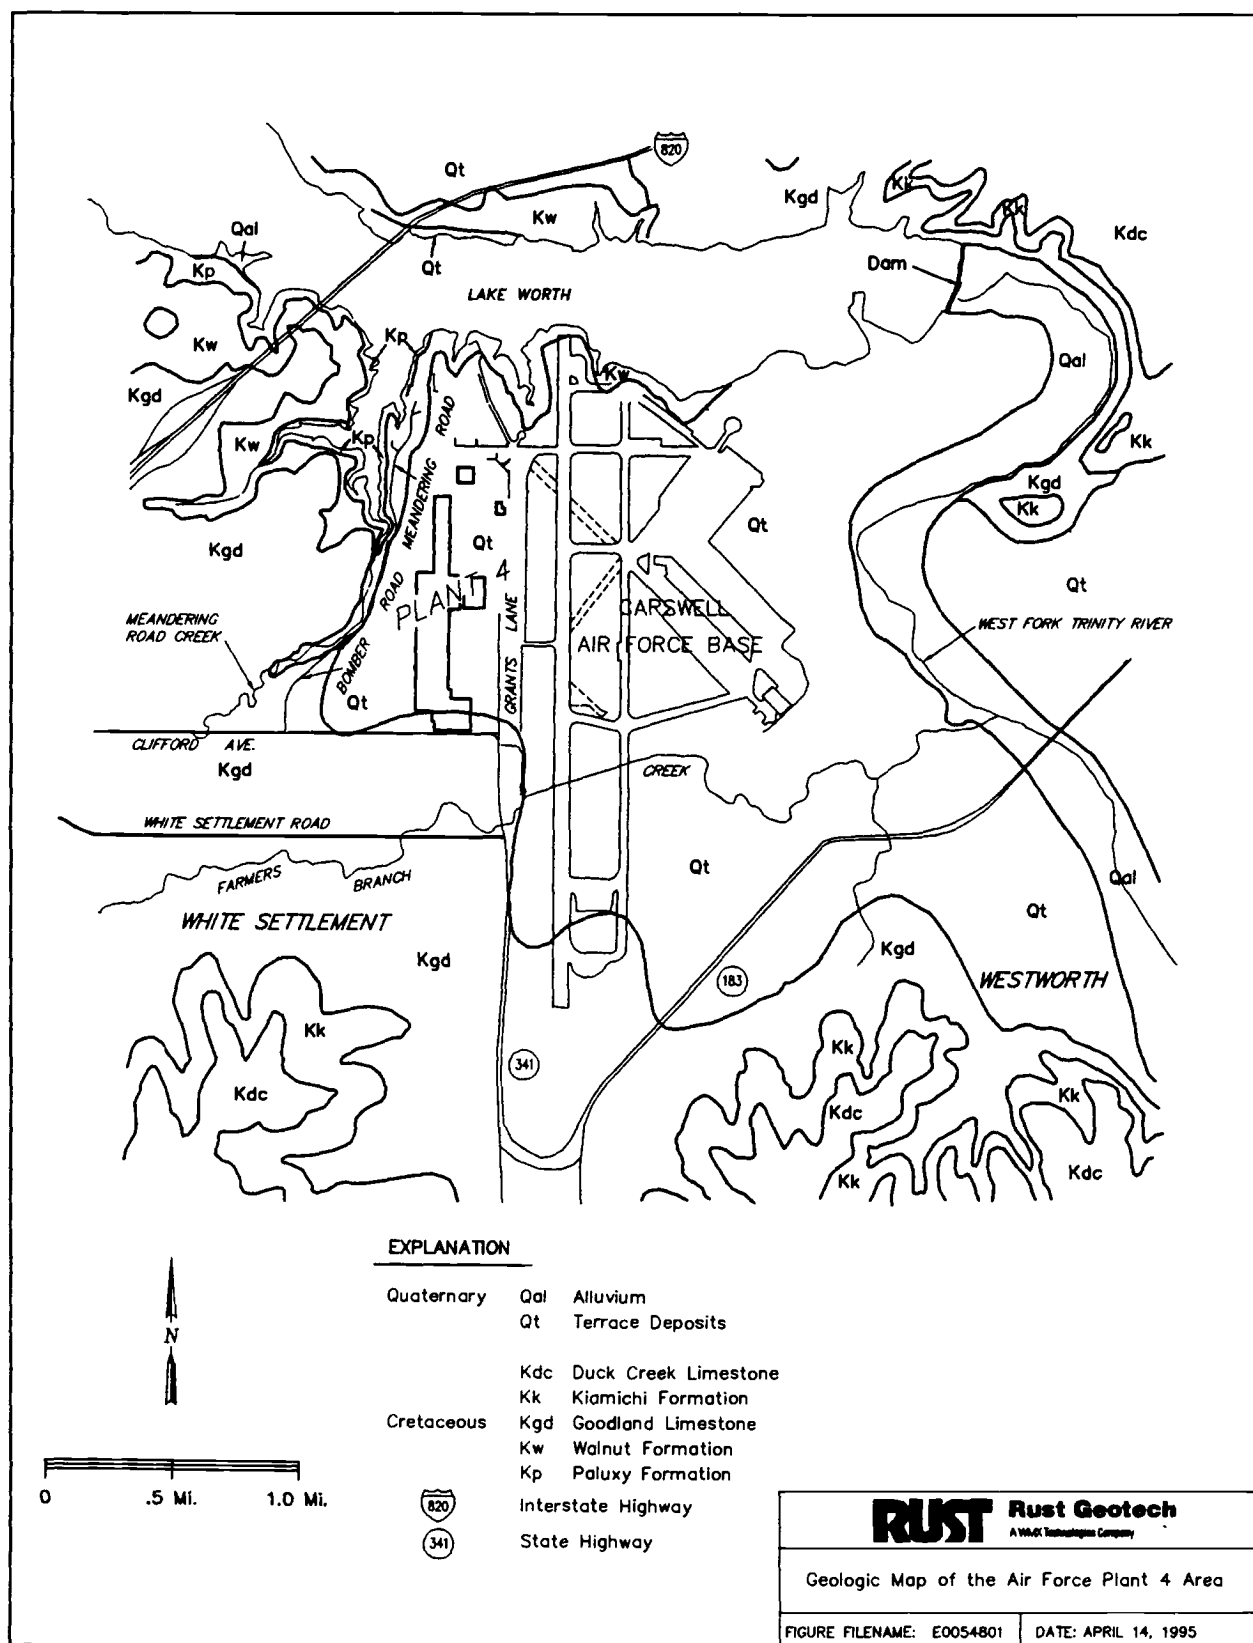 820
Qt
Kk
Kgd
Kw
Kk
Qal
Kdc
Kp
Qt
Dam
LAKE WORTH
Kp
Kw
Qal
Kw
Kgd
ROAD
Kw
Kp
Kk
MEANDERING
Kgd
Kk
Qt
Qt
Kgd
PLANT 4
ROAD
LANE
CARSWELL
AIR FORCE BASE
Qt
MEANDERING
ROAD CREEK
WEST FORK TRINITY RIVER
BOMBER
GRANTS
Qt
CLIFFORD AVE.
Kgd
CREEK
WHITE SETTLEMENT ROAD
Qt
FARMERS BRANCH
Qal
Qt
WHITE SETTLEMENT
Kgd
Kgd
183
WESTWORTH
Kk
Kk
341
Kdc
Kk
Kdc
Kdc
Kk
EXPLANATION
Quaternary Qal Alluvium
Qt Terrace Deposits
Kdc Duck Creek Limestone
Kk Kiamichi Formation
Cretaceous Kgd Goodland Limestone
Kw Walnut Formation
Kp Paluxy Formation
820 Interstate Highway
341 State Highway
N
0 .5 Mi. 1.0 Mi.
RUST Rust Geotech
A WMX Technologies Company
Geologic Map of the Air Force Plant 4 Area
FIGURE FILENAME: E0054801 DATE: APRIL 14, 1995